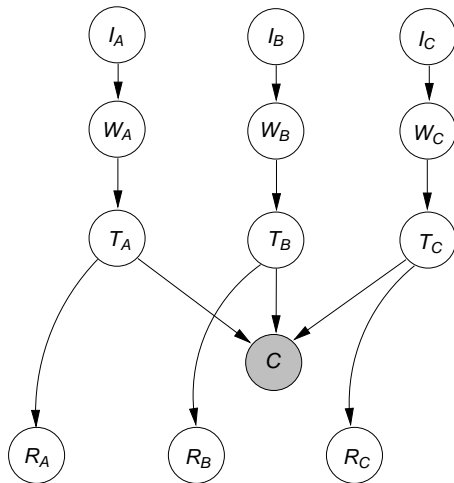 I_A I_B I_C
W_A W_B W_C
T_A T_B T_C
C
R_A R_B R_C